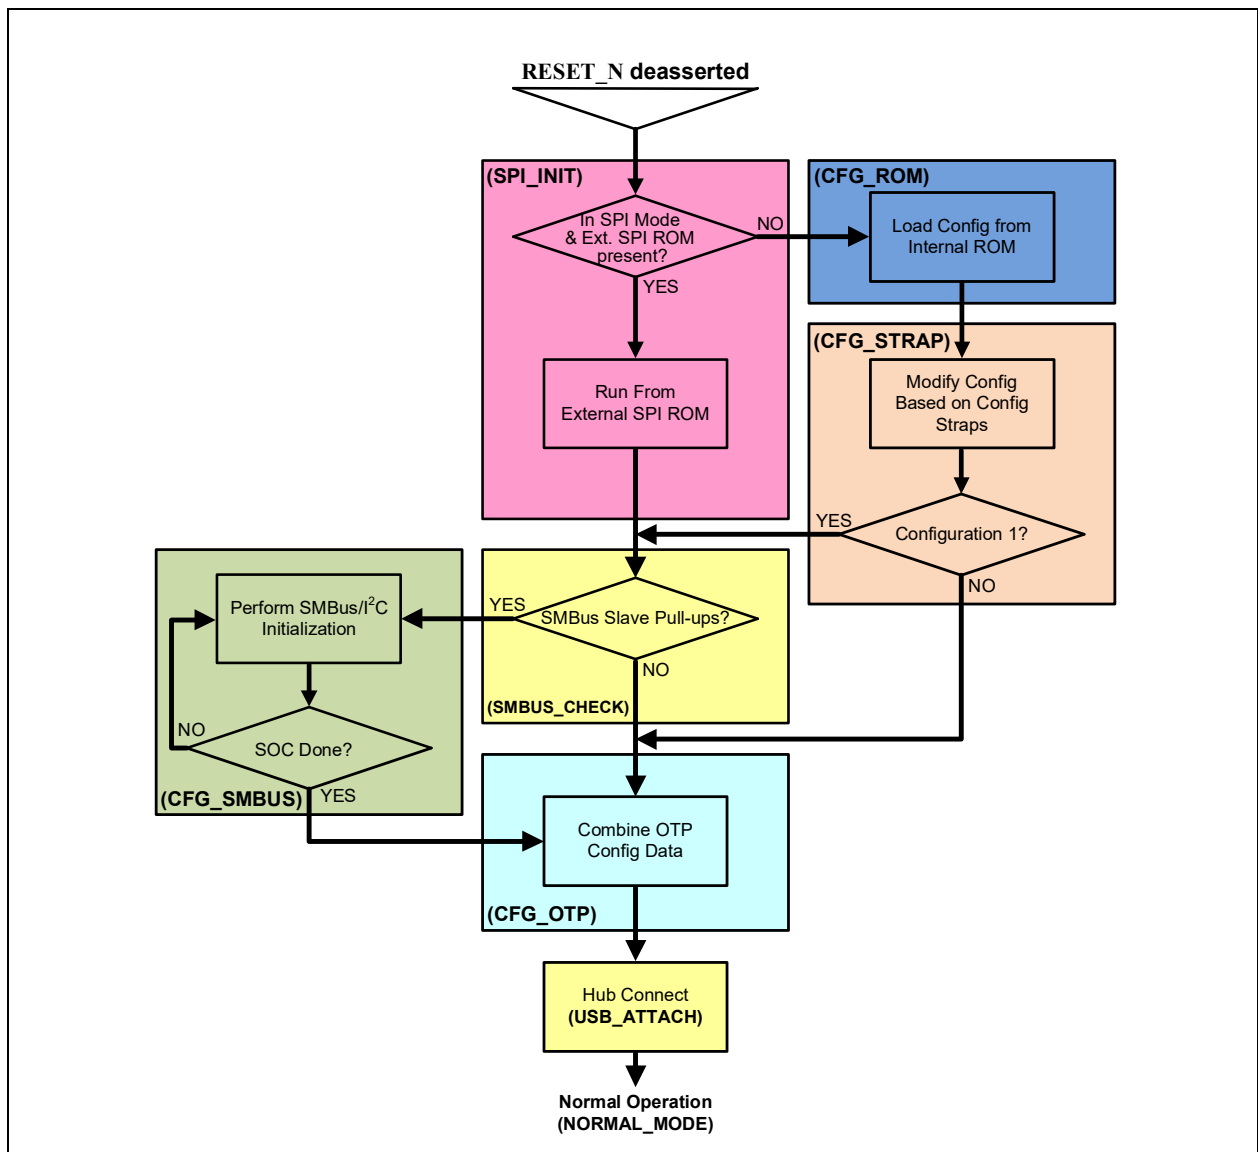 RESET_N deasserted
(SPI_INIT)
(CFG_ROM)
In SPI Mode
& Ext. SPI ROM
present?
NO
Load Config from
Internal ROM
YES
(CFG_STRAP)
Run From
External SPI ROM
Modify Config
Based on Config
Straps
YES
Configuration 1?
NO
Perform SMBus/I²C
Initialization
YES
SMBus Slave Pull-ups?
NO
(SMBUS_CHECK)
NO
SOC Done?
(CFG_SMBUS)
YES
Combine OTP
Config Data
(CFG_OTP)
Hub Connect
(USB_ATTACH)
Normal Operation
(NORMAL_MODE)